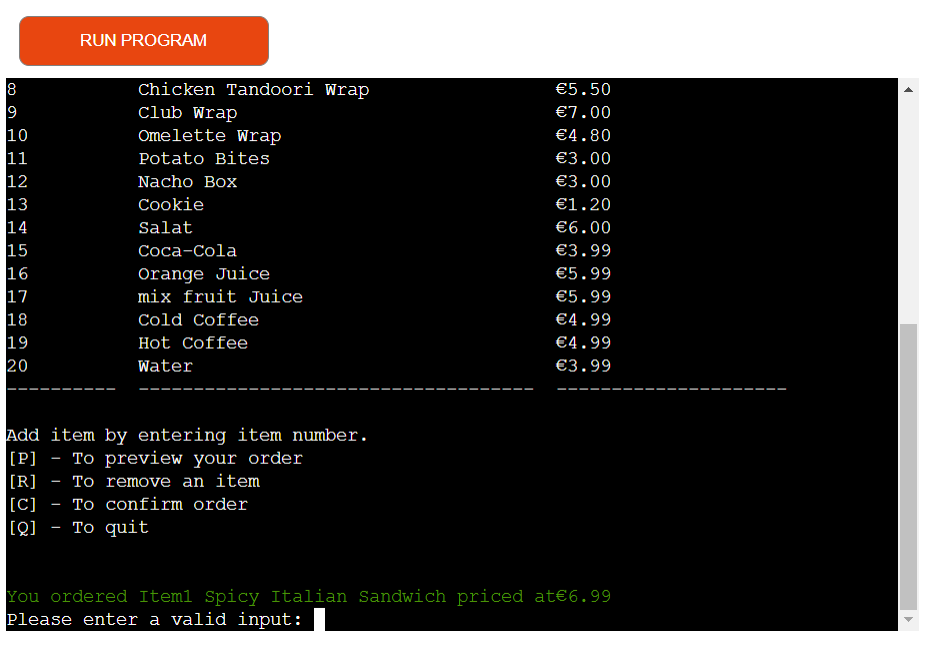 RUN PROGRAM
8 Chicken Tandoori Wrap €5.50
9 Club Wrap €7.00
10 Omelette Wrap €4.80
11 Potato Bites €3.00
12 Nacho Box €3.00
13 Cookie €1.20
14 Salat €6.00
15 Coca-Cola €3.99
16 Orange Juice €5.99
17 mix fruit Juice €5.99
18 Cold Coffee €4.99
19 Hot Coffee €4.99
20 Water €3.99
---------- ------------------------------------ ---------------------
Add item by entering item number.
[P] - To preview your order
[R] - To remove an item
[C] - To confirm order
[Q] - To quit
You ordered Item1 Spicy Italian Sandwich priced at€6.99
Please enter a valid input: